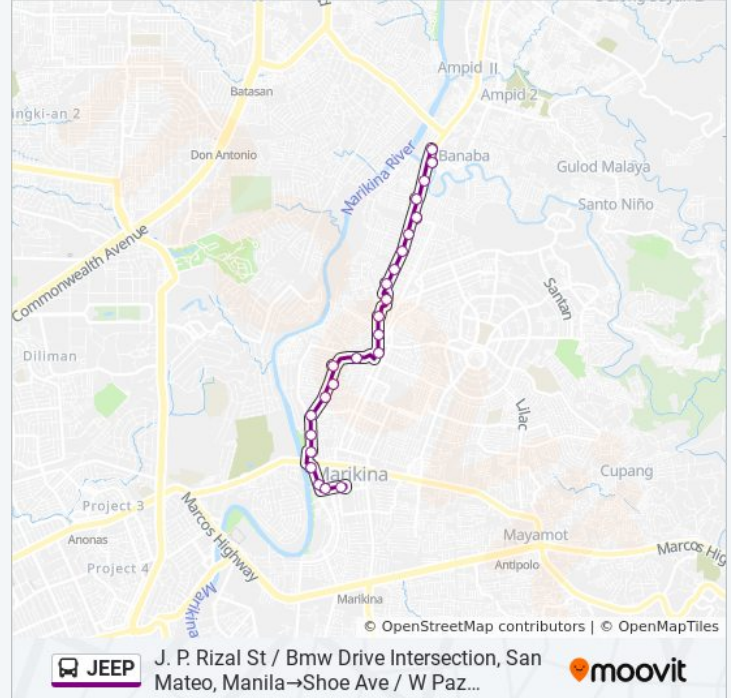 Ampid II
Batasan
Ampid 2
ingki-an 2
Don Antonio
Banaba
Marikina River
Gulod Malaya
Santo Niño
Commonwealth Avenue
Santan
Diliman
Lilac
Marikina
Cupang
Project 3
Marcos Highway
Anonas
Mayamot
Marcos Hig
Project 4
Antipolo
Marikina
Marikina
© OpenStreetMap contributors | © OpenMapTiles
JEEP
J. P. Rizal St / Bmw Drive Intersection, San
Mateo, Manila→Shoe Ave / W Paz...
moovit